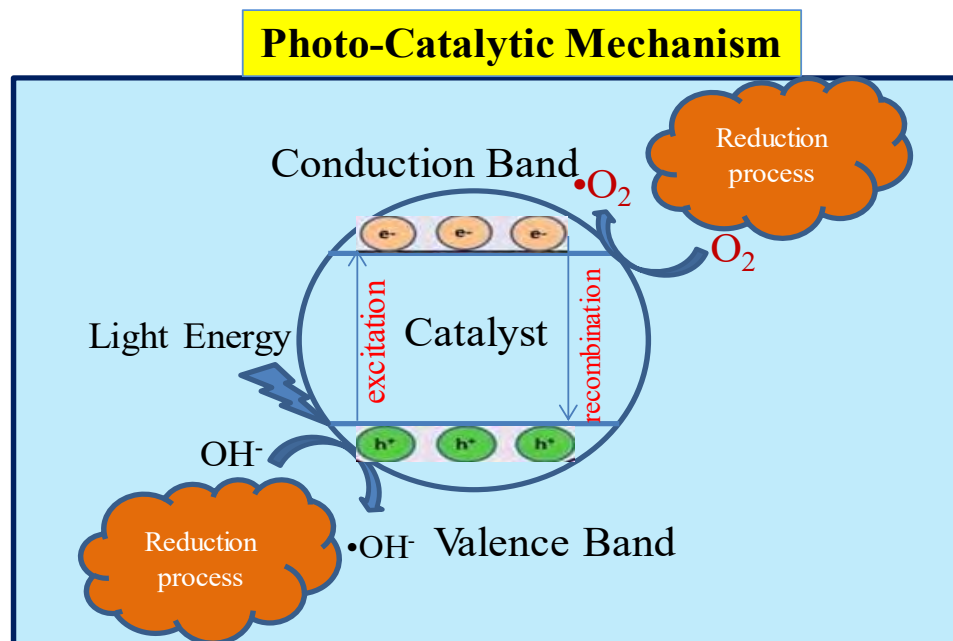 Photo-Catalytic Mechanism
Reduction
process
Conduction Band
•O₂
O₂
e- e- e-
excitation
Catalyst
recombination
Light Energy
h⁺ h⁺ h⁺
OH⁻
Reduction
process
•OH⁻ Valence Band